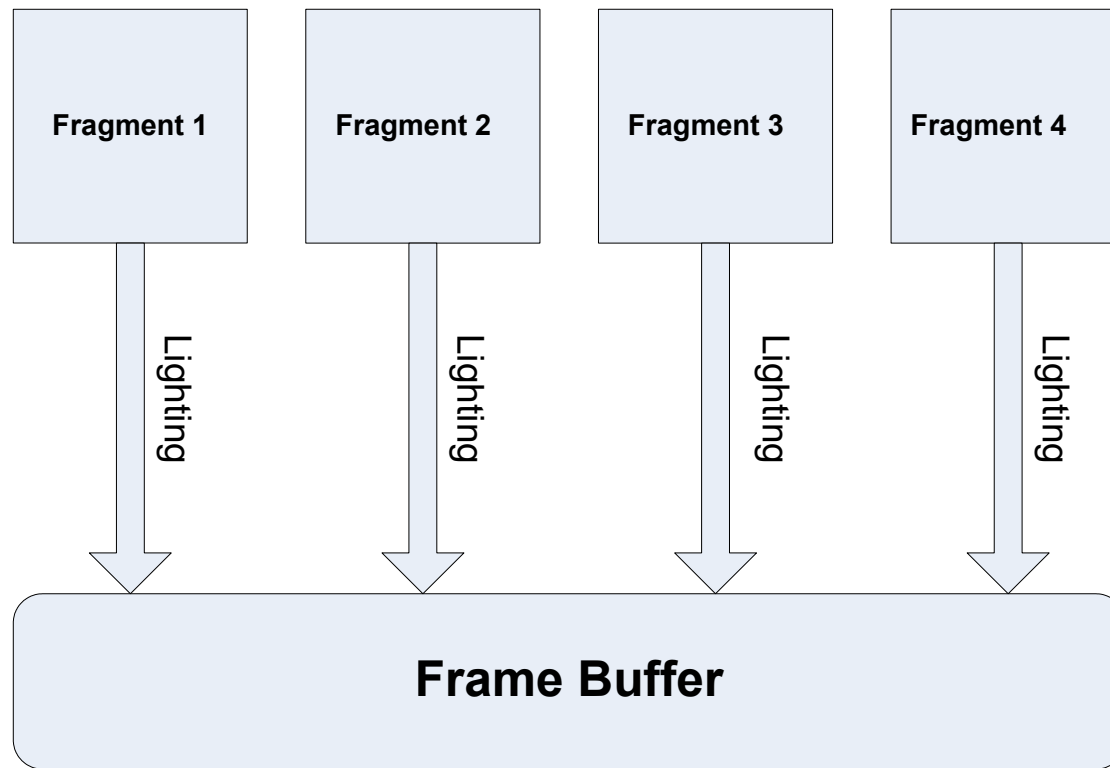 Fragment 1
Fragment 2
Fragment 3
Fragment 4
Lighting
Lighting
Lighting
Lighting
Frame Buffer